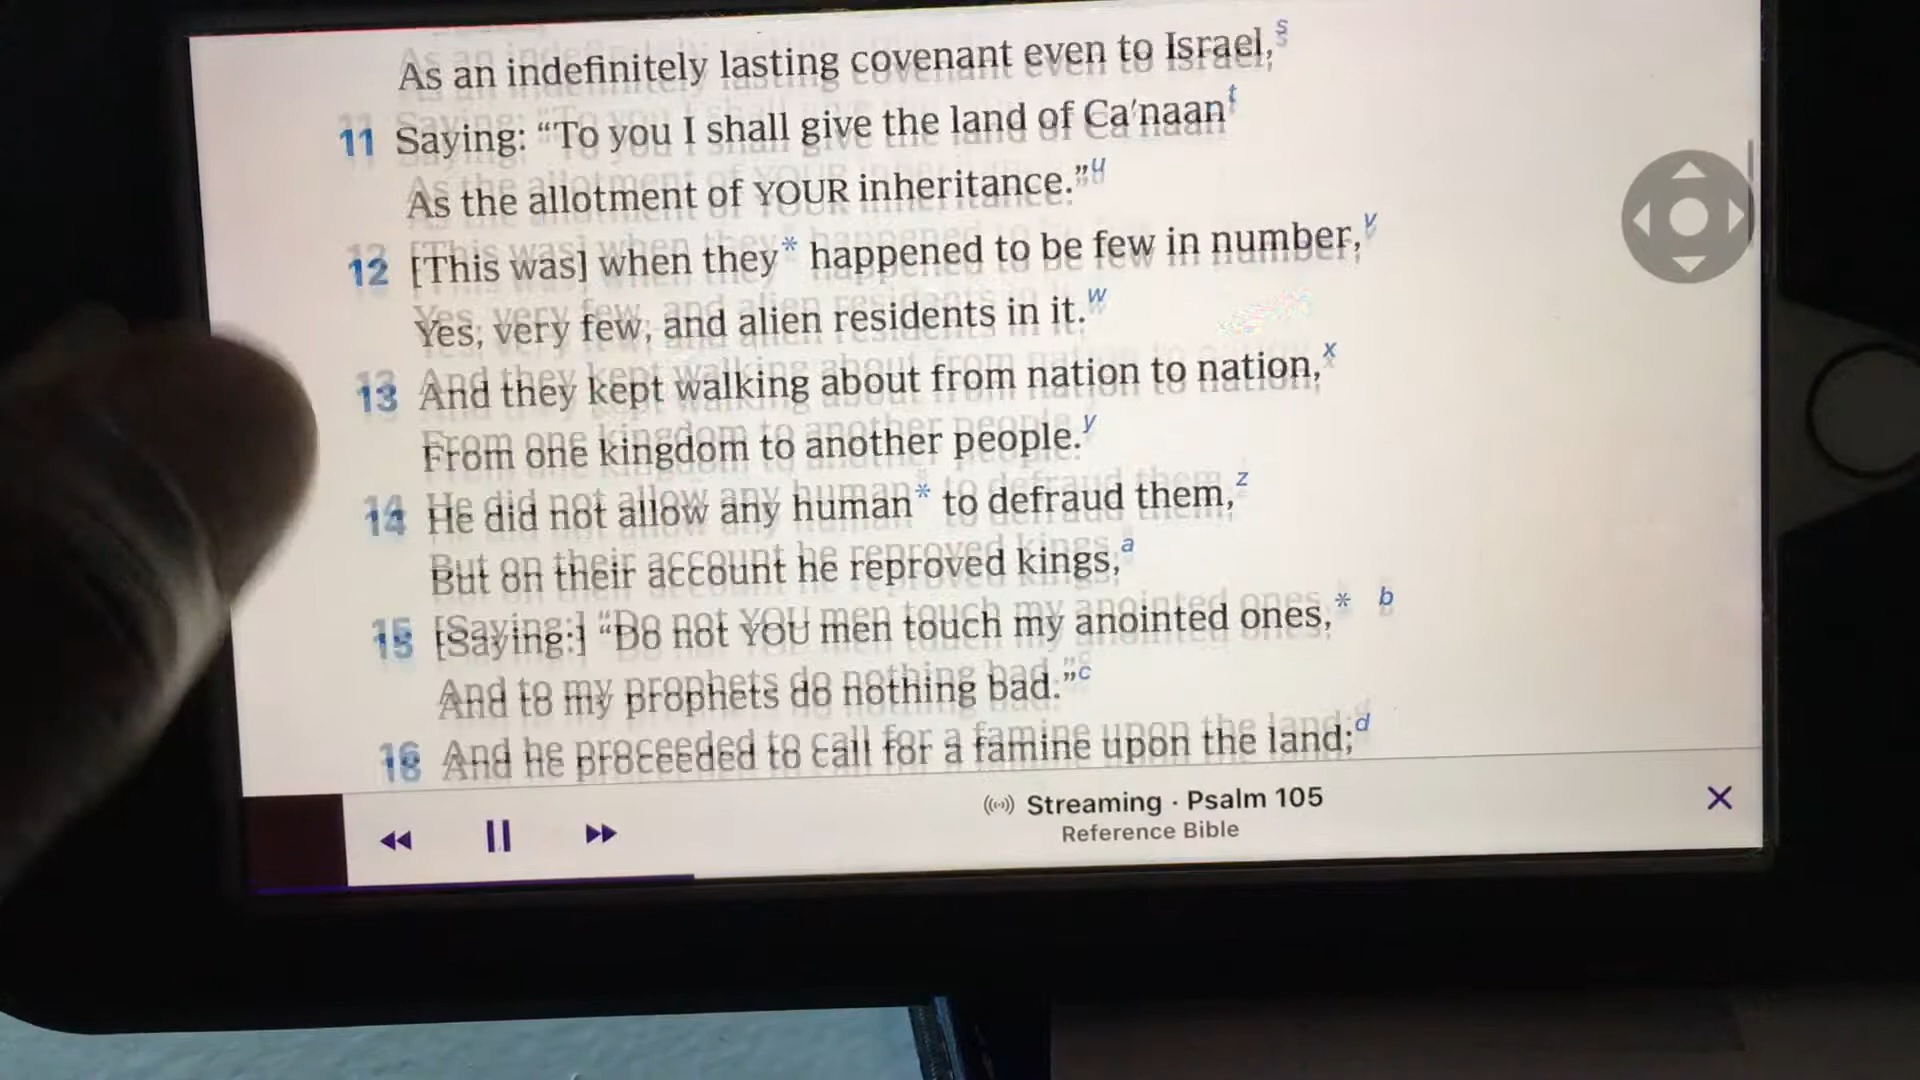 As an indefinitely lasting covenant even to Israel,s
11 Saying: “To you I shall give the land of Ca′naant
As the allotment of YOUR inheritance.”u
12 [This was] when they* happened to be few in number,v
Yes, very few, and alien residents in it.w
13 And they kept walking about from nation to nation,x
From one kingdom to another people.y
14 He did not allow any human* to defraud them,z
But on their account he reproved kings,a
15 [Saying:] “Do not YOU men touch my anointed ones,* b
And to my prophets do nothing bad.”c
16 And he proceeded to call for a famine upon the land;d
Streaming · Psalm 105
Reference Bible